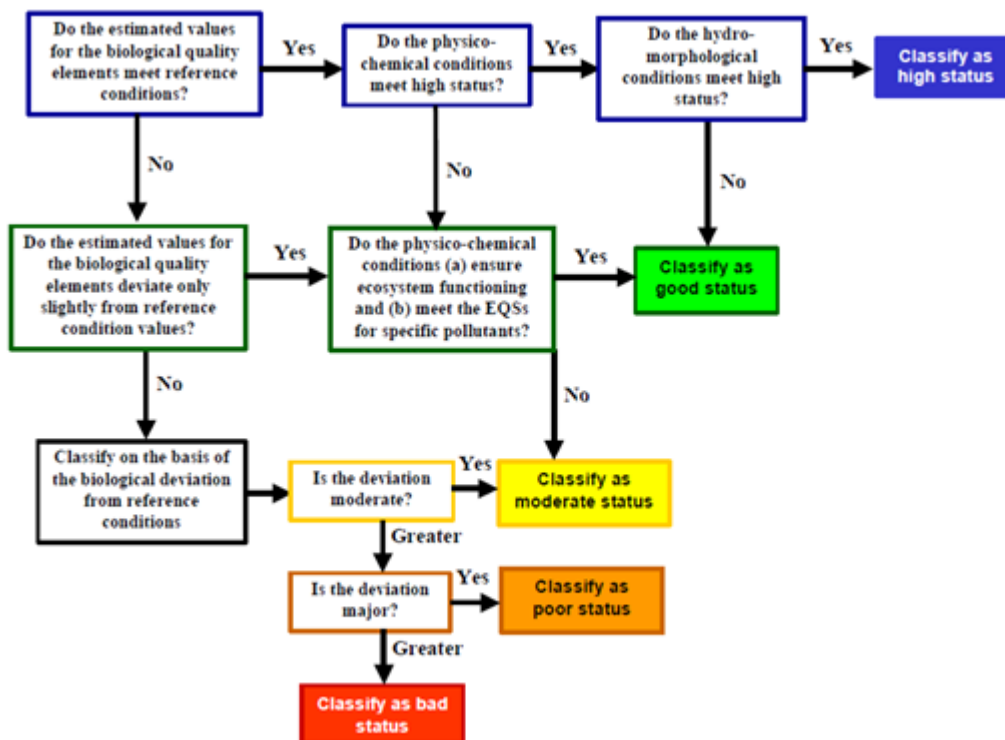 Do the estimated values
for the biological quality
elements meet reference
conditions?
Yes
Do the physico-
chemical conditions
meet high status?
Yes
Do the hydro-
morphological
conditions meet high
status?
Yes
Classify as
high status
No
No
No
Do the estimated values for
the biological quality
elements deviate only
slightly from reference
condition values?
Yes
Do the physico-chemical
conditions (a) ensure
ecosystem functioning
and (b) meet the EQSs
for specific pollutants?
Yes
Classify as
good status
No
No
Classify on the basis of
the biological deviation
from reference
conditions
Is the deviation
moderate?
Yes
Classify as
moderate status
Greater
Is the deviation
major?
Yes
Classify as
poor status
Greater
Classify as bad
status